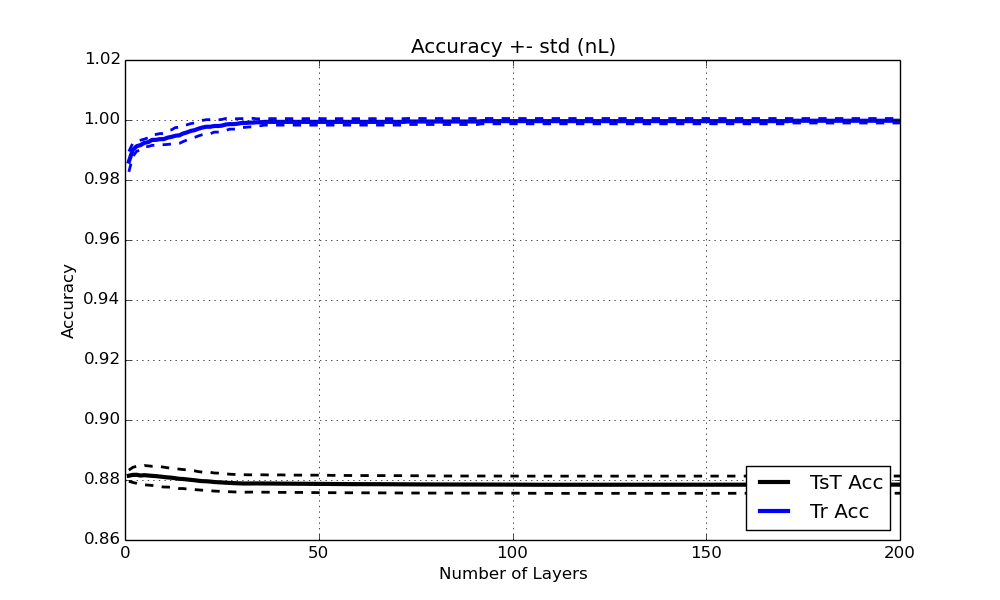 Accuracy +- std (nL)
1.02
1.00
0.98
0.96
0.94
0.92
0.90
0.88
0.86
Accuracy
0
50
100
150
200
Number of Layers
TsT Acc
Tr Acc